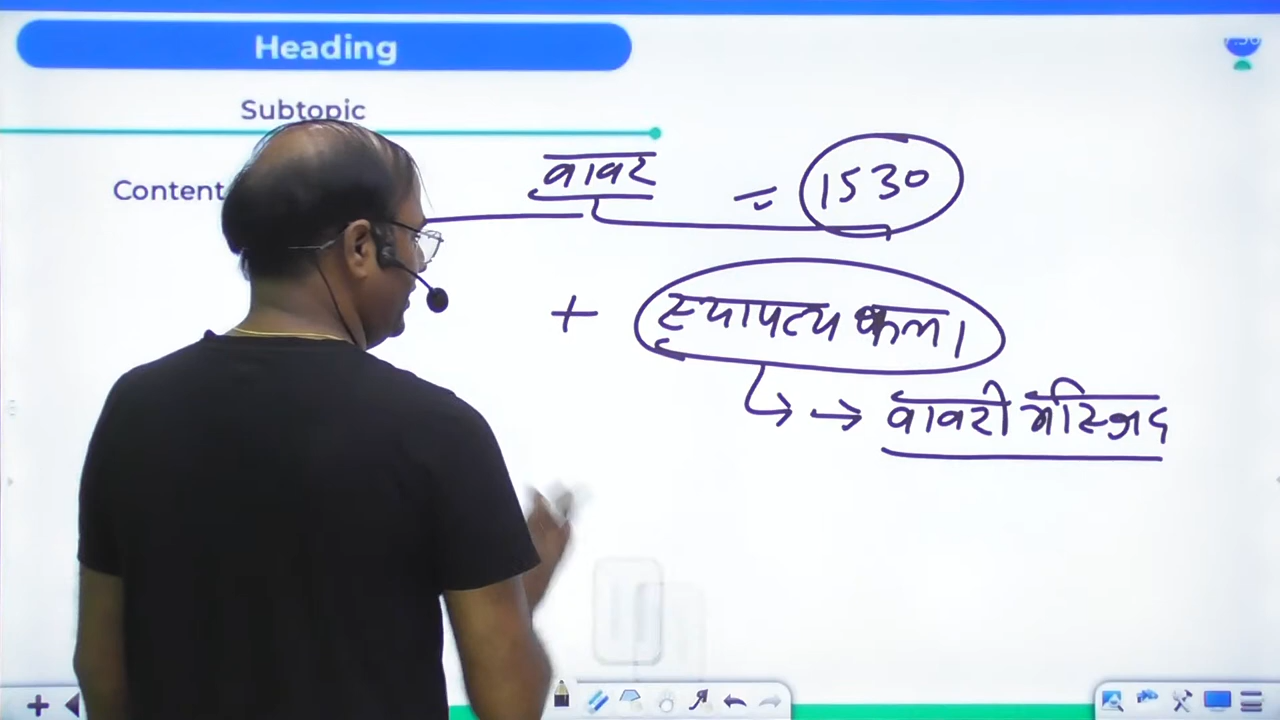 Heading
Subtopic
Content
बाबर = 1530
+ स्थापत्य कला
→ → बाबरी मस्जिद